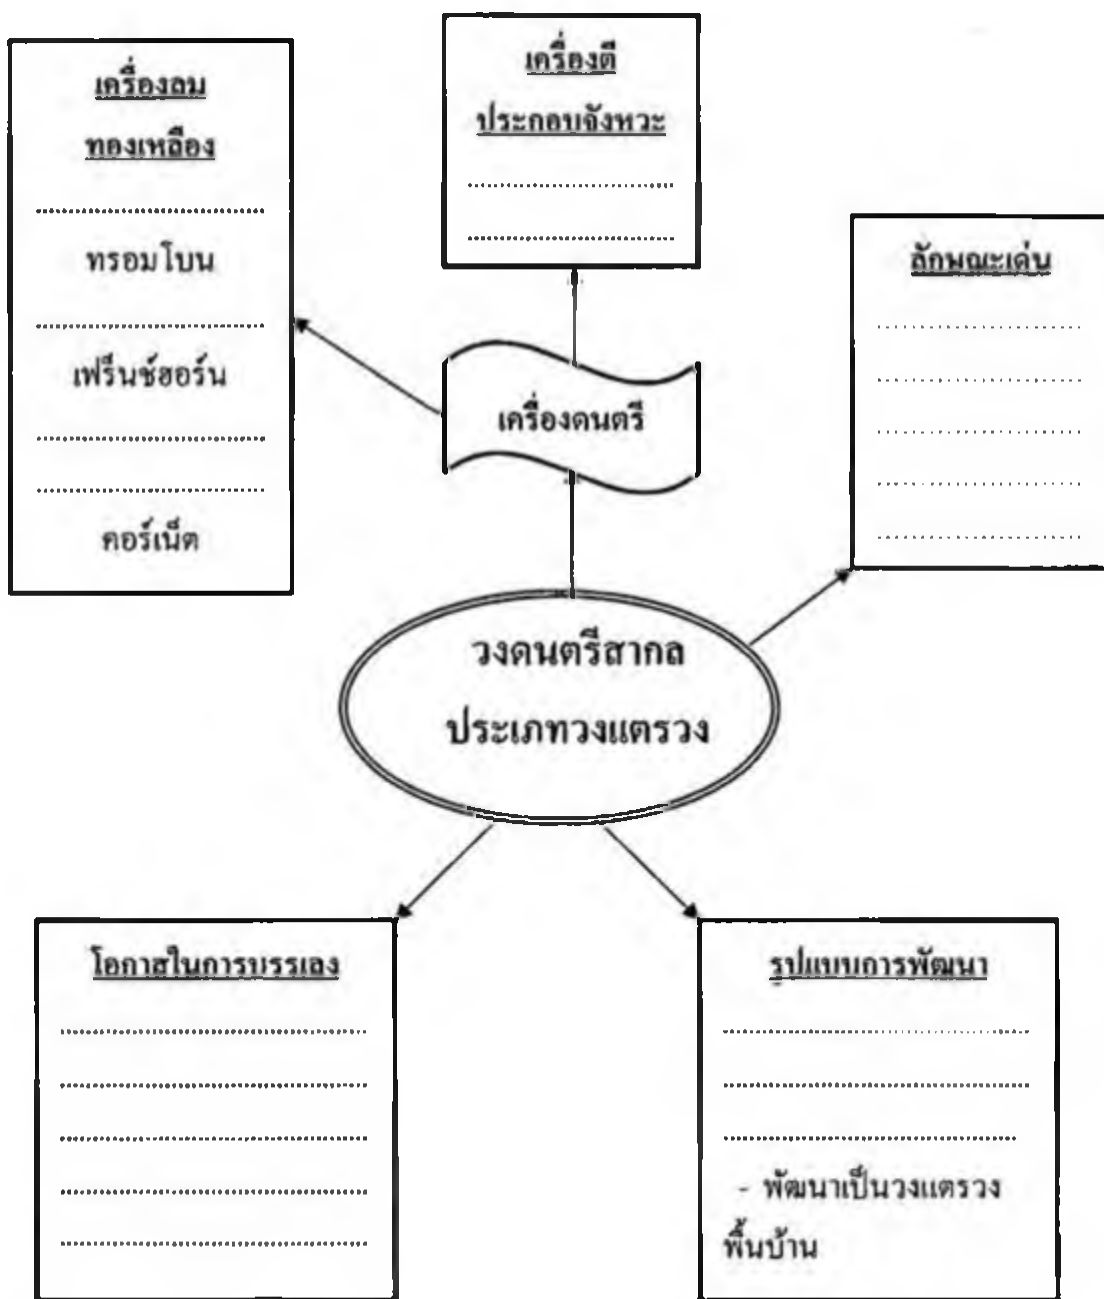 เครื่องลม
ทองเหลือง
ทรอมโบน
เฟร็นช์ฮอร์น
คอร์เน็ต
เครื่องตี
ประกอบจังหวะ
ลักษณะเด่น
เครื่องดนตรี
วงดนตรีสากล
ประเภทวงแตรวง
โอกาสในการบรรเลง
รูปแบบการพัฒนา
- พัฒนาเป็นวงแตรวง
พื้นบ้าน